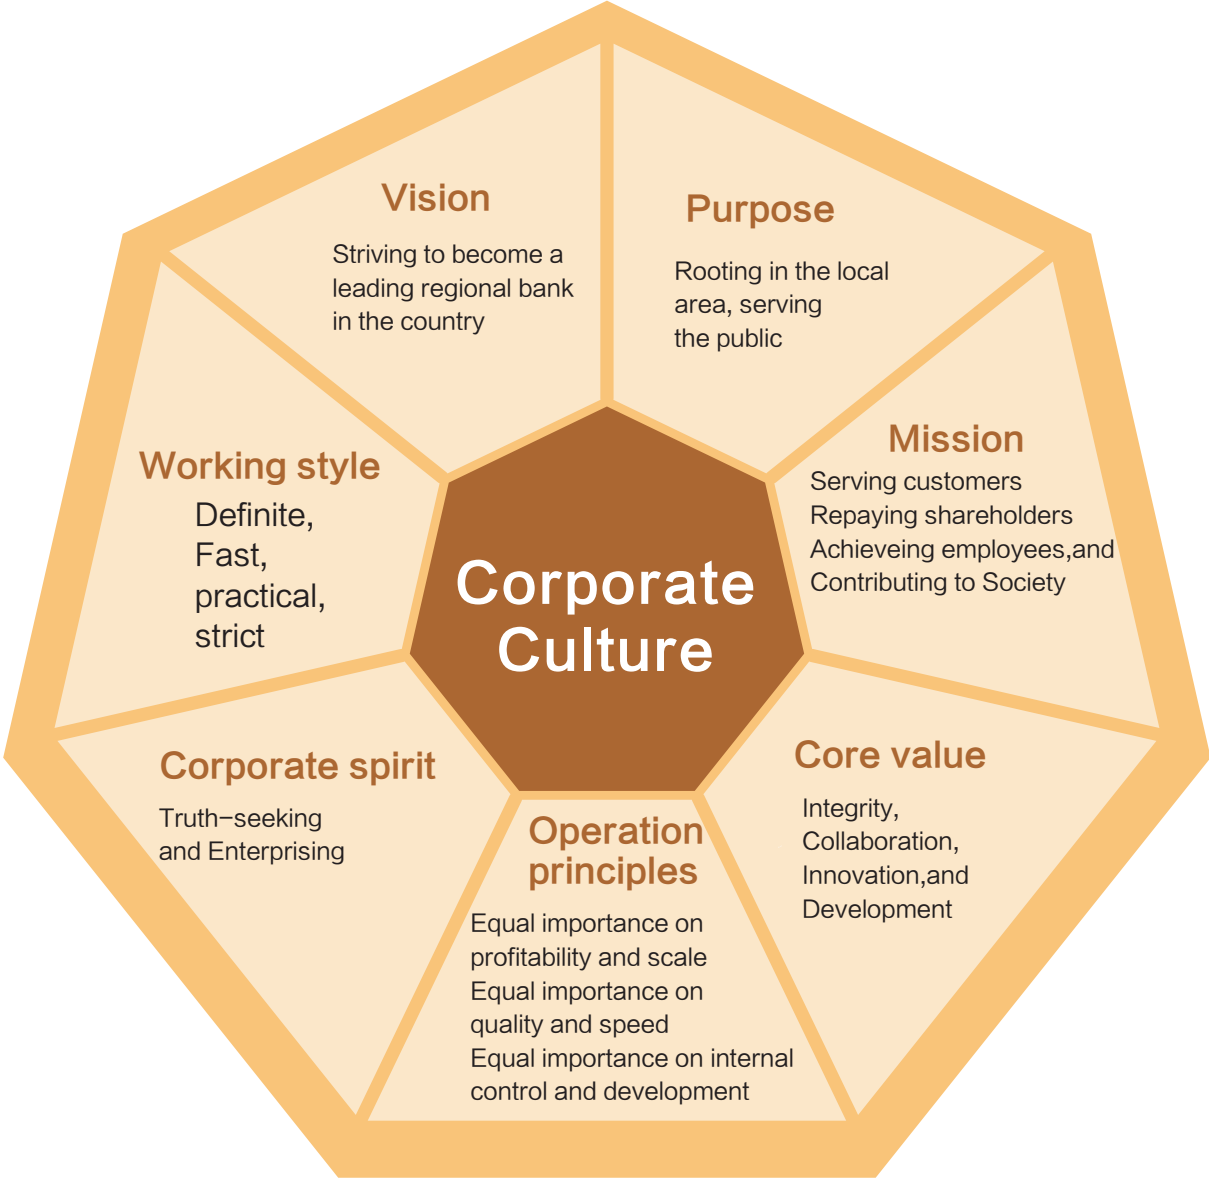 Vision
Striving to become a
leading regional bank
in the country
Purpose
Rooting in the local
area, serving
the public
Mission
Serving customers
Repaying shareholders
Achieveing employees,and
Contributing to Society
Working style
Definite,
Fast,
practical,
strict
Corporate
Culture
Corporate spirit
Truth-seeking
and Enterprising
Operation
principles
Equal importance on
profitability and scale
Equal importance on
quality and speed
Equal importance on internal
control and development
Core value
Integrity,
Collaboration,
Innovation,and
Development